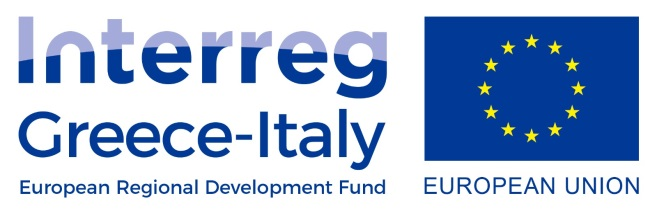 Interreg
Greece-Italy
European Regional Development Fund
EUROPEAN UNION